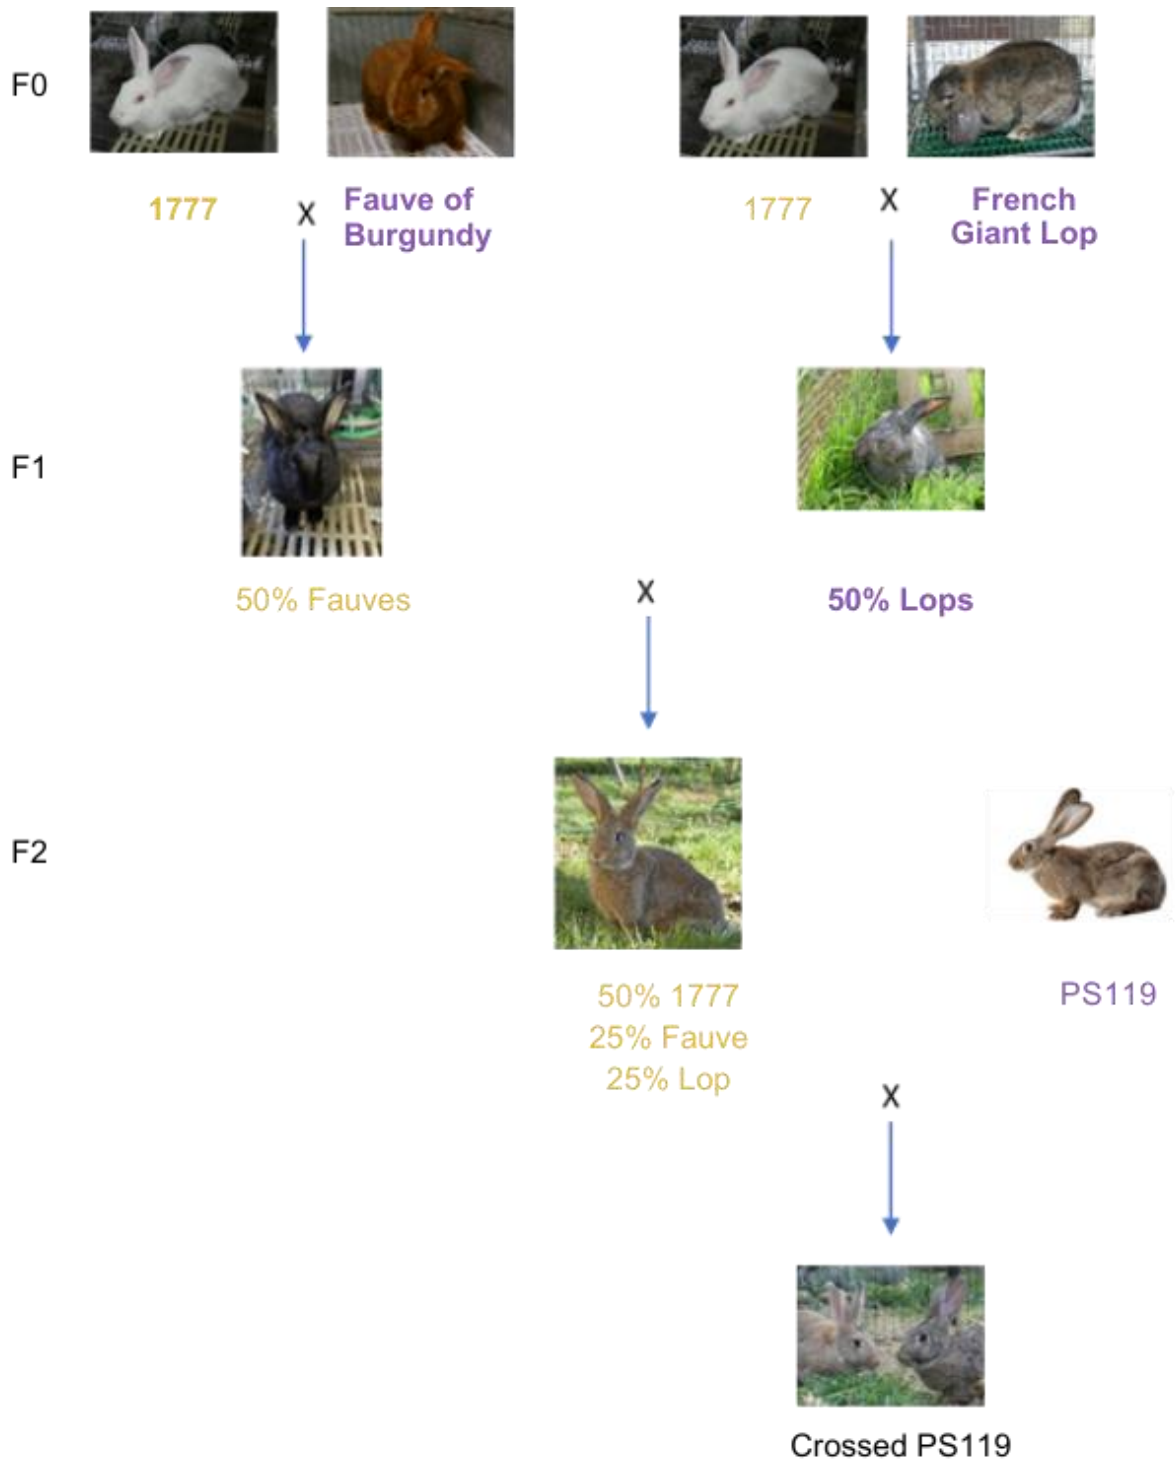 F0
1777
X
Fauve of
Burgundy
1777
X
French
Giant Lop
F1
50% Fauves
X
50% Lops
F2
50% 1777
25% Fauve
25% Lop
PS119
X
Crossed PS119